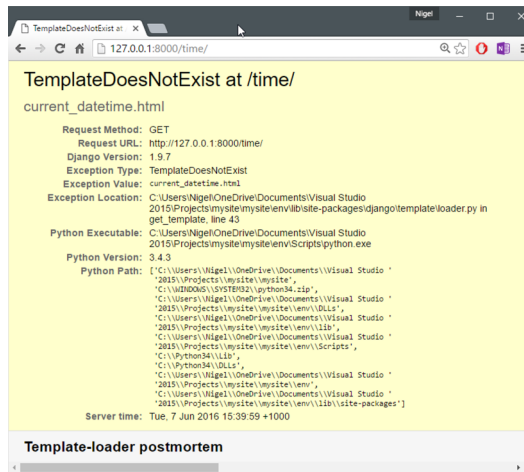 Nigel
TemplateDoesNotExist at
127.0.0.1:8000/time/
TemplateDoesNotExist at /time/
current_datetime.html
Request Method: GET
Request URL: http://127.0.0.1:8000/time/
Django Version: 1.9.7
Exception Type: TemplateDoesNotExist
Exception Value: current_datetime.html
Exception Location: C:\Users\Nigel\OneDrive\Documents\Visual Studio
2015\Projects\mysite\mysite\env\lib\site-packages\django\template\loader.py in
get_template, line 43
Python Executable: C:\Users\Nigel\OneDrive\Documents\Visual Studio
2015\Projects\mysite\mysite\env\Scripts\python.exe
Python Version: 3.4.3
Python Path: ['C:\\Users\\Nigel\\OneDrive\\Documents\\Visual Studio '
'2015\\Projects\\mysite\\mysite',
'C:\\WINDOWS\\SYSTEM32\\python34.zip',
'C:\\Users\\Nigel\\OneDrive\\Documents\\Visual Studio '
'2015\\Projects\\mysite\\mysite\\env\\DLLs',
'C:\\Users\\Nigel\\OneDrive\\Documents\\Visual Studio '
'2015\\Projects\\mysite\\mysite\\env\\lib',
'C:\\Users\\Nigel\\OneDrive\\Documents\\Visual Studio '
'2015\\Projects\\mysite\\mysite\\env\\Scripts',
'C:\\Python34\\Lib',
'C:\\Python34\\DLLs',
'C:\\Users\\Nigel\\OneDrive\\Documents\\Visual Studio '
'2015\\Projects\\mysite\\mysite\\env',
'C:\\Users\\Nigel\\OneDrive\\Documents\\Visual Studio '
'2015\\Projects\\mysite\\mysite\\env\\lib\\site-packages']
Server time: Tue, 7 Jun 2016 15:39:59 +1000
Template-loader postmortem